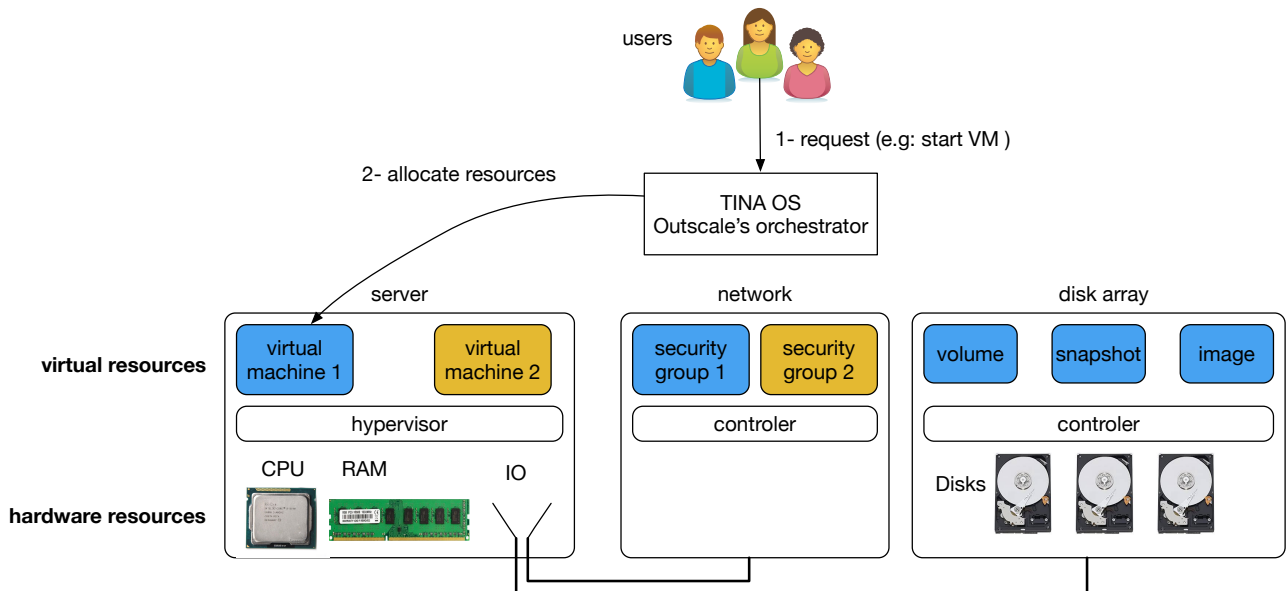 users
1- request (e.g: start VM )
2- allocate resources
TINA OS
Outscale's orchestrator
server
network
disk array
virtual resources
virtual
machine 1
virtual
machine 2
security
group 1
security
group 2
volume
snapshot
image
hypervisor
controler
controler
CPU
RAM
IO
Disks
hardware resources